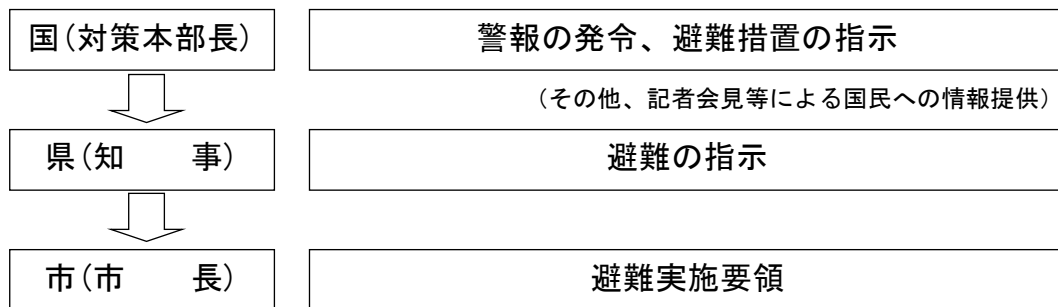 国(対策本部長)
警報の発令、避難措置の指示
(その他、記者会見等による国民への情報提供)
県(知　　事)
避難の指示
市(市　　長)
避難実施要領